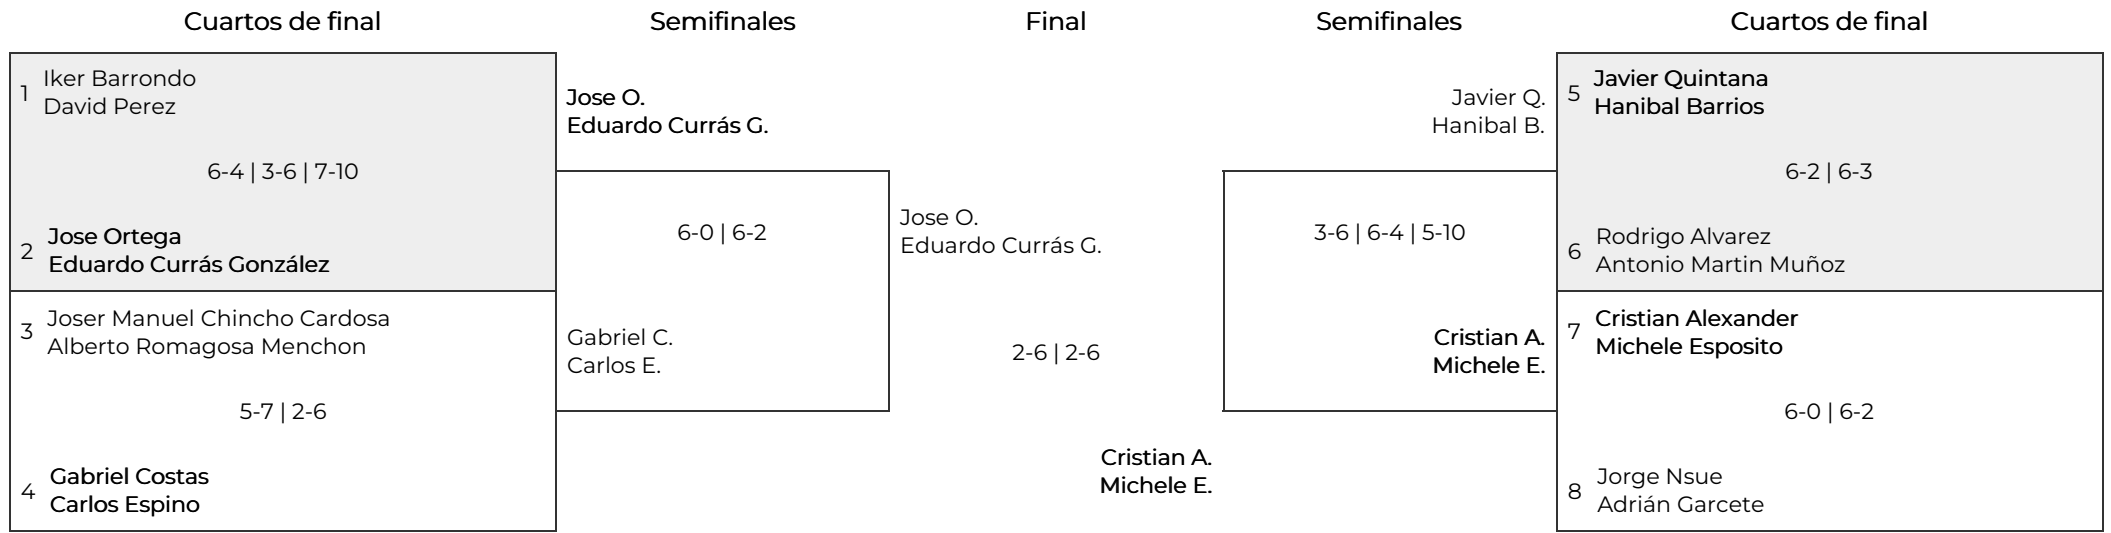 Cuartos de final
Semifinales
Final
Semifinales
Cuartos de final
1
Iker Barrondo
David Perez
6-4 | 3-6 | 7-10
2
Jose Ortega
Eduardo Currás González
3
Joser Manuel Chincho Cardosa
Alberto Romagosa Menchon
5-7 | 2-6
4
Gabriel Costas
Carlos Espino
Jose O.
Eduardo Currás G.
6-0 | 6-2
Gabriel C.
Carlos E.
Jose O.
Eduardo Currás G.
2-6 | 2-6
Cristian A.
Michele E.
Javier Q.
Hanibal B.
3-6 | 6-4 | 5-10
Cristian A.
Michele E.
5
Javier Quintana
Hanibal Barrios
6-2 | 6-3
6
Rodrigo Alvarez
Antonio Martin Muñoz
7
Cristian Alexander
Michele Esposito
6-0 | 6-2
8
Jorge Nsue
Adrián Garcete